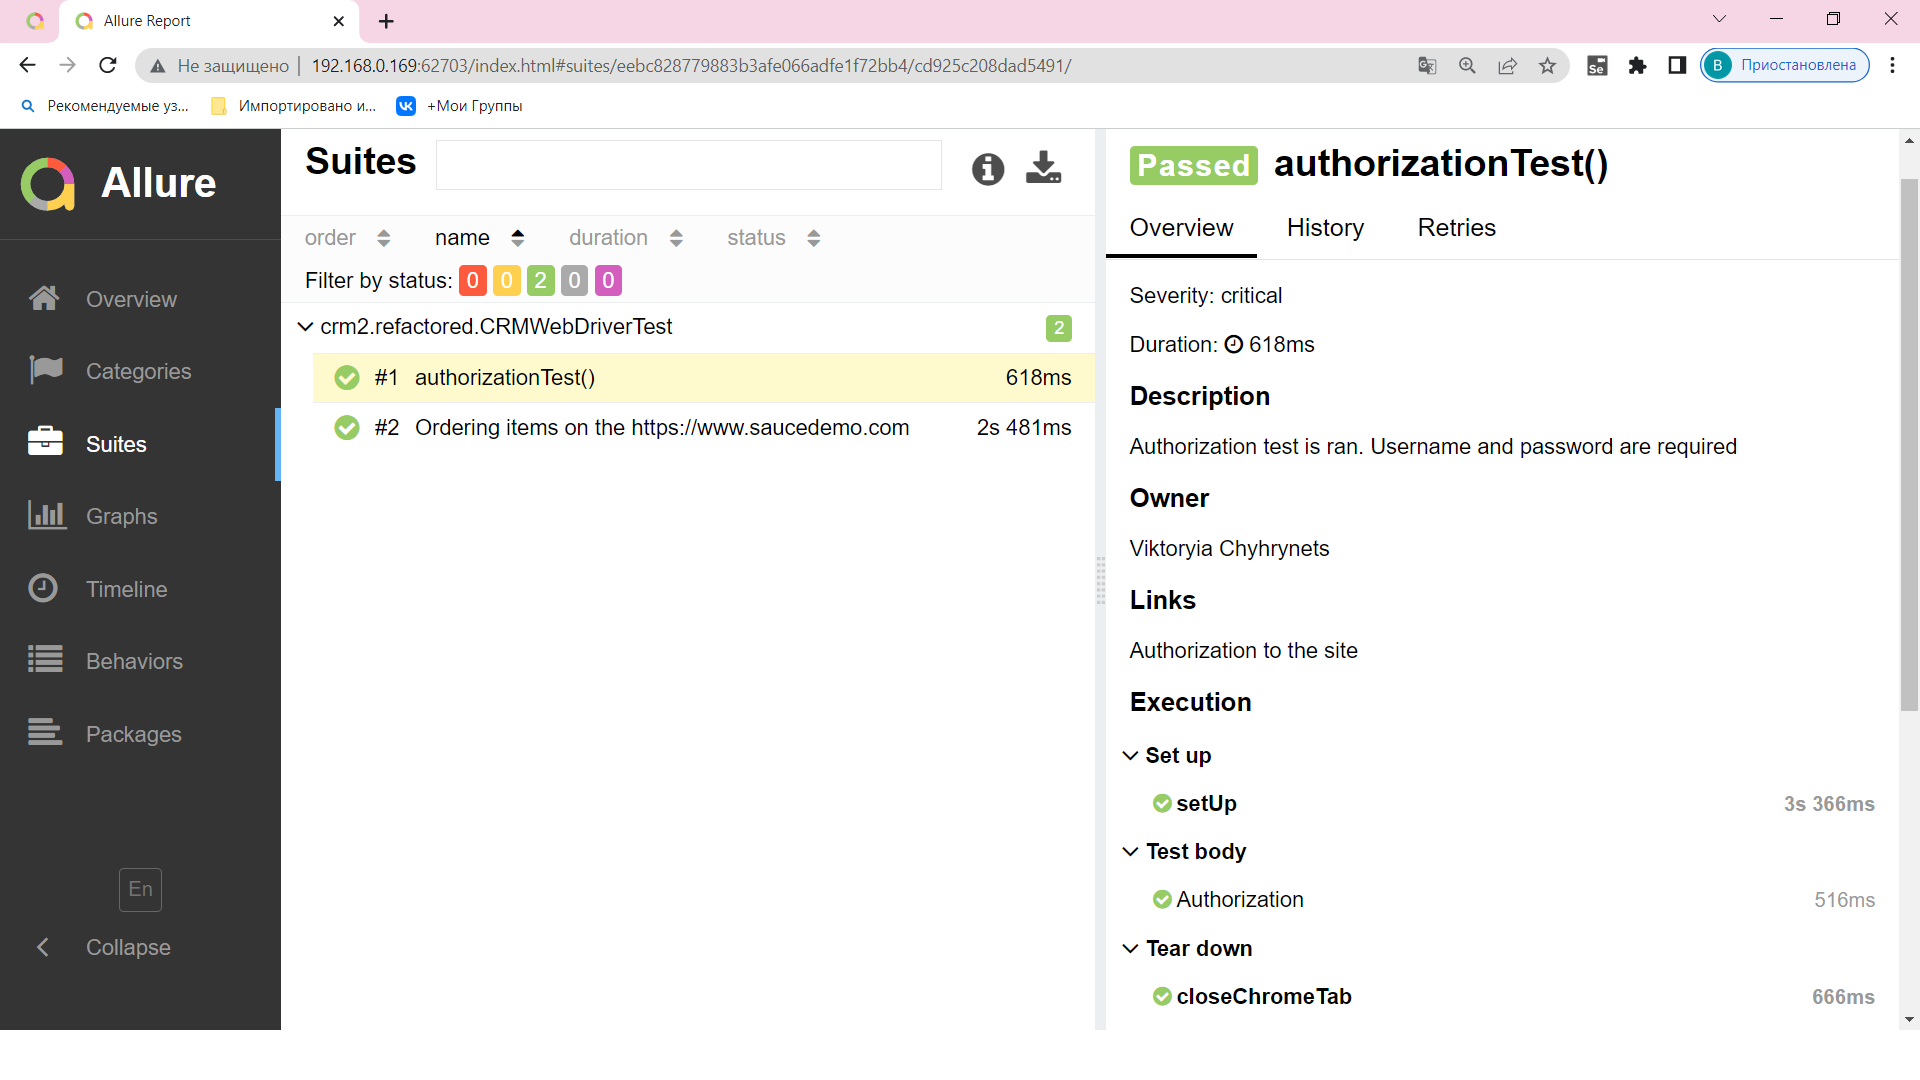 Allure Report
Не защищено
192.168.0.169:62703/index.html#suites/eebc828779883b3afe066adfe1f72bb4/cd925c208dad5491/
Se
В
Приостановлена
Рекомендуемые уз...
Импортировано и...
+Мои Группы
Allure
Overview
Categories
Suites
Graphs
Timeline
Behaviors
Packages
En
Collapse
Suites
order name duration status
Filter by status: 0 0 2 0 0
crm2.refactored.CRMWebDriverTest 2
#1 authorizationTest() 618ms
#2 Ordering items on the https://www.saucedemo.com 2s 481ms
Passed authorizationTest()
Overview History Retries
Severity: critical
Duration: 618ms
Description
Authorization test is ran. Username and password are required
Owner
Viktoryia Chyhrynets
Links
Authorization to the site
Execution
Set up
setUp 3s 366ms
Test body
Authorization 516ms
Tear down
closeChromeTab 666ms